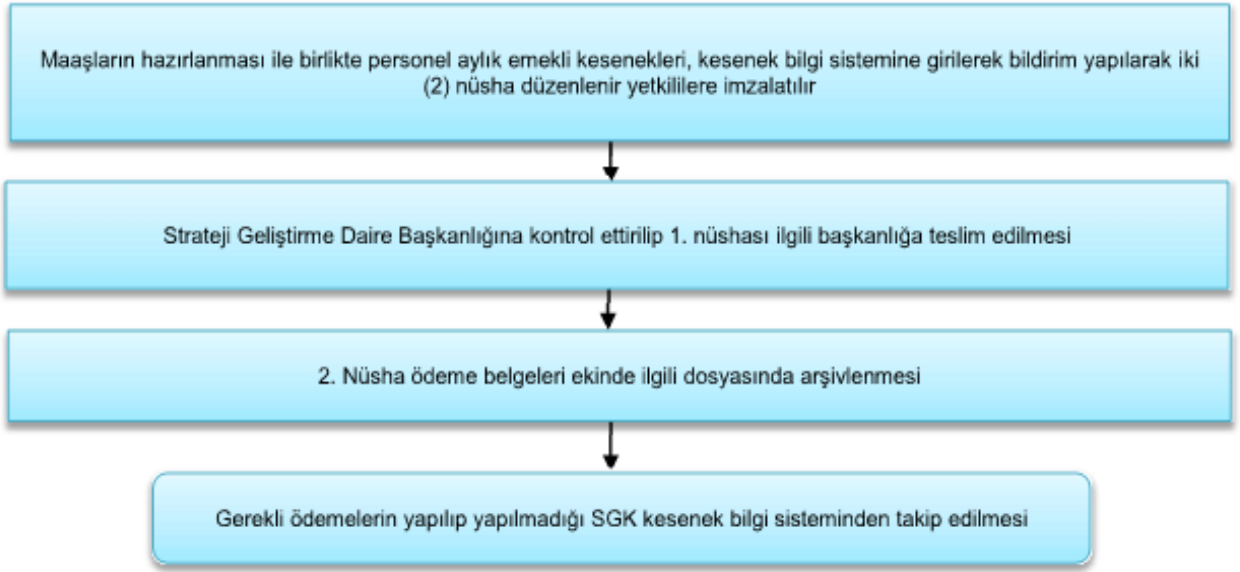 Maaşların hazırlanması ile birlikte personel aylık emekli kesenekleri, kesenek bilgi sistemine girilerek bildirim yapılarak iki
(2) nüsha düzenlenir yetkililere imzalatılır
Strateji Geliştirme Daire Başkanlığına kontrol ettirilip 1. nüshası ilgili başkanlığa teslim edilmesi
2. Nüsha ödeme belgeleri ekinde ilgili dosyasında arşivlenmesi
Gerekli ödemelerin yapılıp yapılmadığı SGK kesenek bilgi sisteminden takip edilmesi